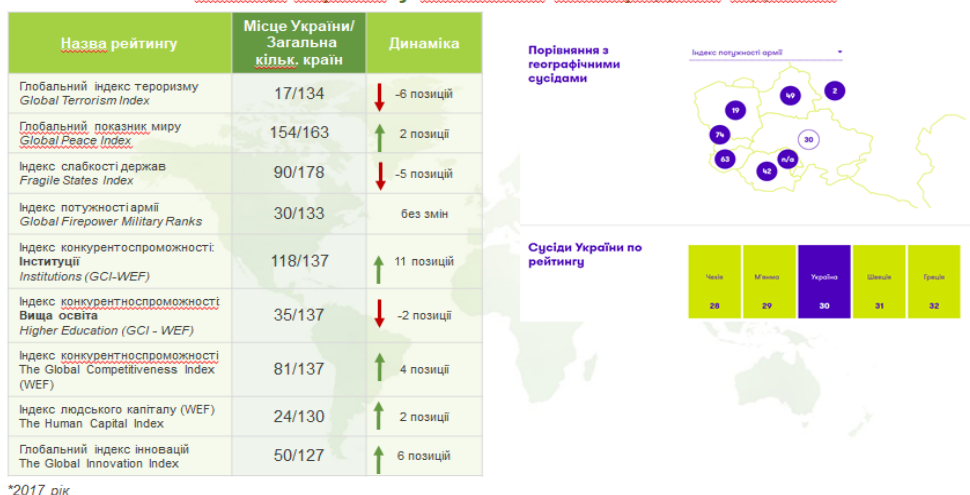 Назва рейтингу
Місце України/
Загальна
кільк. країн
Динаміка
Глобальний індекс тероризму
Global Terrorism Index
17/134
-6 позицій
Глобальний показник миру
Global Peace Index
154/163
2 позиції
Індекс слабкості держав
Fragile States Index
90/178
-5 позицій
Індекс потужності армії
Global Firepower Military Ranks
30/133
без змін
Індекс конкурентоспроможності:
Інституції
Institutions (GCI-WEF)
118/137
11 позицій
Індекс конкурентноспроможності
Вища освіта
Higher Education (GCI - WEF)
35/137
-2 позиції
Індекс конкурентноспроможності
The Global Competitiveness Index
(WEF)
81/137
4 позиції
Індекс людського капіталу (WEF)
The Human Capital Index
24/130
2 позиції
Глобальний індекс інновацій
The Global Innovation Index
50/127
6 позицій
*2017 рік
Порівняння з
географічними
сусідами
Індекс потужності армії
49
2
19
74
30
63
n/a
42
Сусіди України по
рейтингу
Чехія
М'янма
Україна
Швеція
Греція
28
29
30
31
32